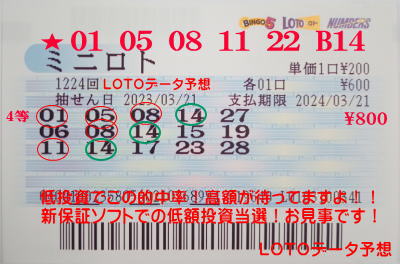 BINGO5 LOTO NUMBERS
★ 01 05 08 11 22 B14
ミニロト 単価1口¥200
1224回 LOTOデータ予想 各01口 ¥600
抽せん日 2023/03/21 支払期限 2024/03/21
4等 01 05 08 14 27 ¥800
06 08 14 15 19
11 14 17 23 28
低投資でこの的中率！高額が待ってますよ！！
新保証ソフトでの低額投資当選！お見事です！
LOTOデータ予想